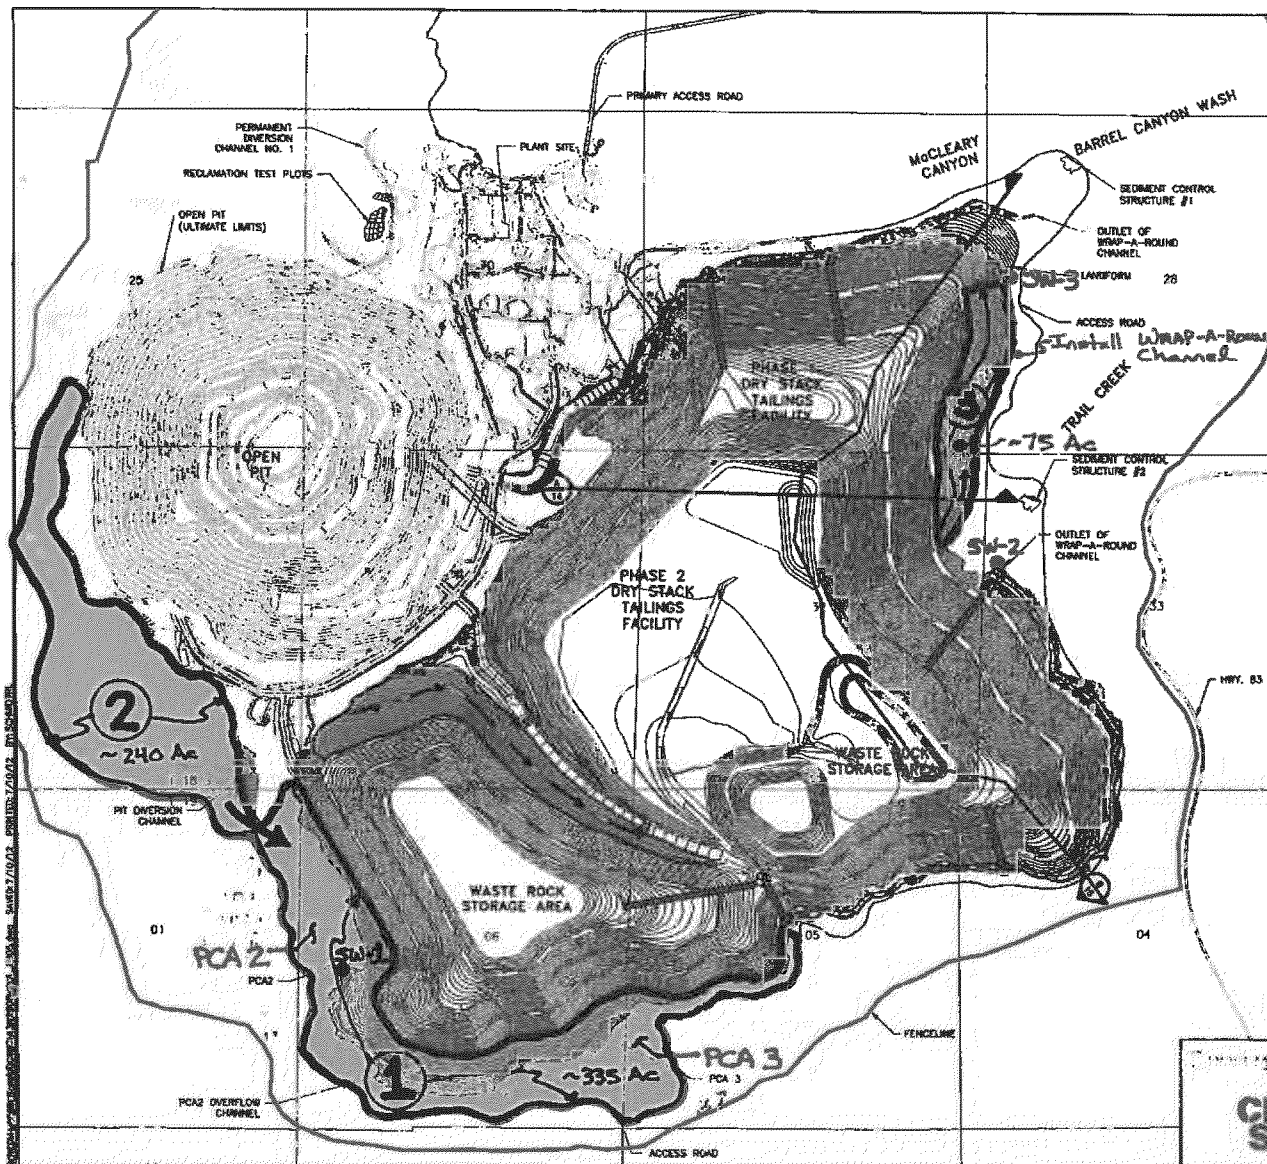 PRIMARY ACCESS ROAD
PERMANENT
DIVERSION
CHANNEL NO. 1
PLANT SITE
RECLAMATION TEST PLOTS
McCLEARY
CANYON
BARREL CANYON WASH
SEDIMENT CONTROL
STRUCTURE #1
OPEN PIT
(ULTIMATE LIMITS)
OUTLET OF
WRAP-A-ROUND
CHANNEL
25
30
SW-3
LANDFORM
28
ACCESS ROAD
Install WRAP-A-ROUND
Channel
PHASE 1
DRY STACK
TAILINGS
FACILITY
TRAIL CREEK
~75 Ac
SEDIMENT CONTROL
STRUCTURE #2
OPEN
PIT
SW-2
OUTLET OF
WRAP-A-ROUND
CHANNEL
PHASE 2
DRY STACK
TAILINGS
FACILITY
32
33
HWY. 83
2
~240 Ac
18
PIT DIVERSION
CHANNEL
WASTE ROCK
STORAGE AREA
WASTE ROCK
STORAGE AREA
01
06
05
04
PCA 2
PCA2
SW-1
FENCELINE
1
~335 Ac
PCA 3
PCA 3
PCA2 OVERFLOW
CHANNEL
ACCESS ROAD